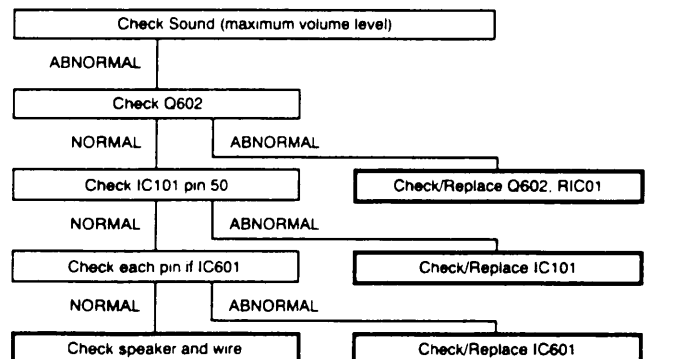 Check Sound (maximum volume level)
ABNORMAL
Check Q602
NORMAL
ABNORMAL
Check IC101 pin 50
Check/Replace Q602. RIC01
NORMAL
ABNORMAL
Check each pin if IC601
Check/Replace IC101
NORMAL
ABNORMAL
Check speaker and wire
Check/Replace IC601